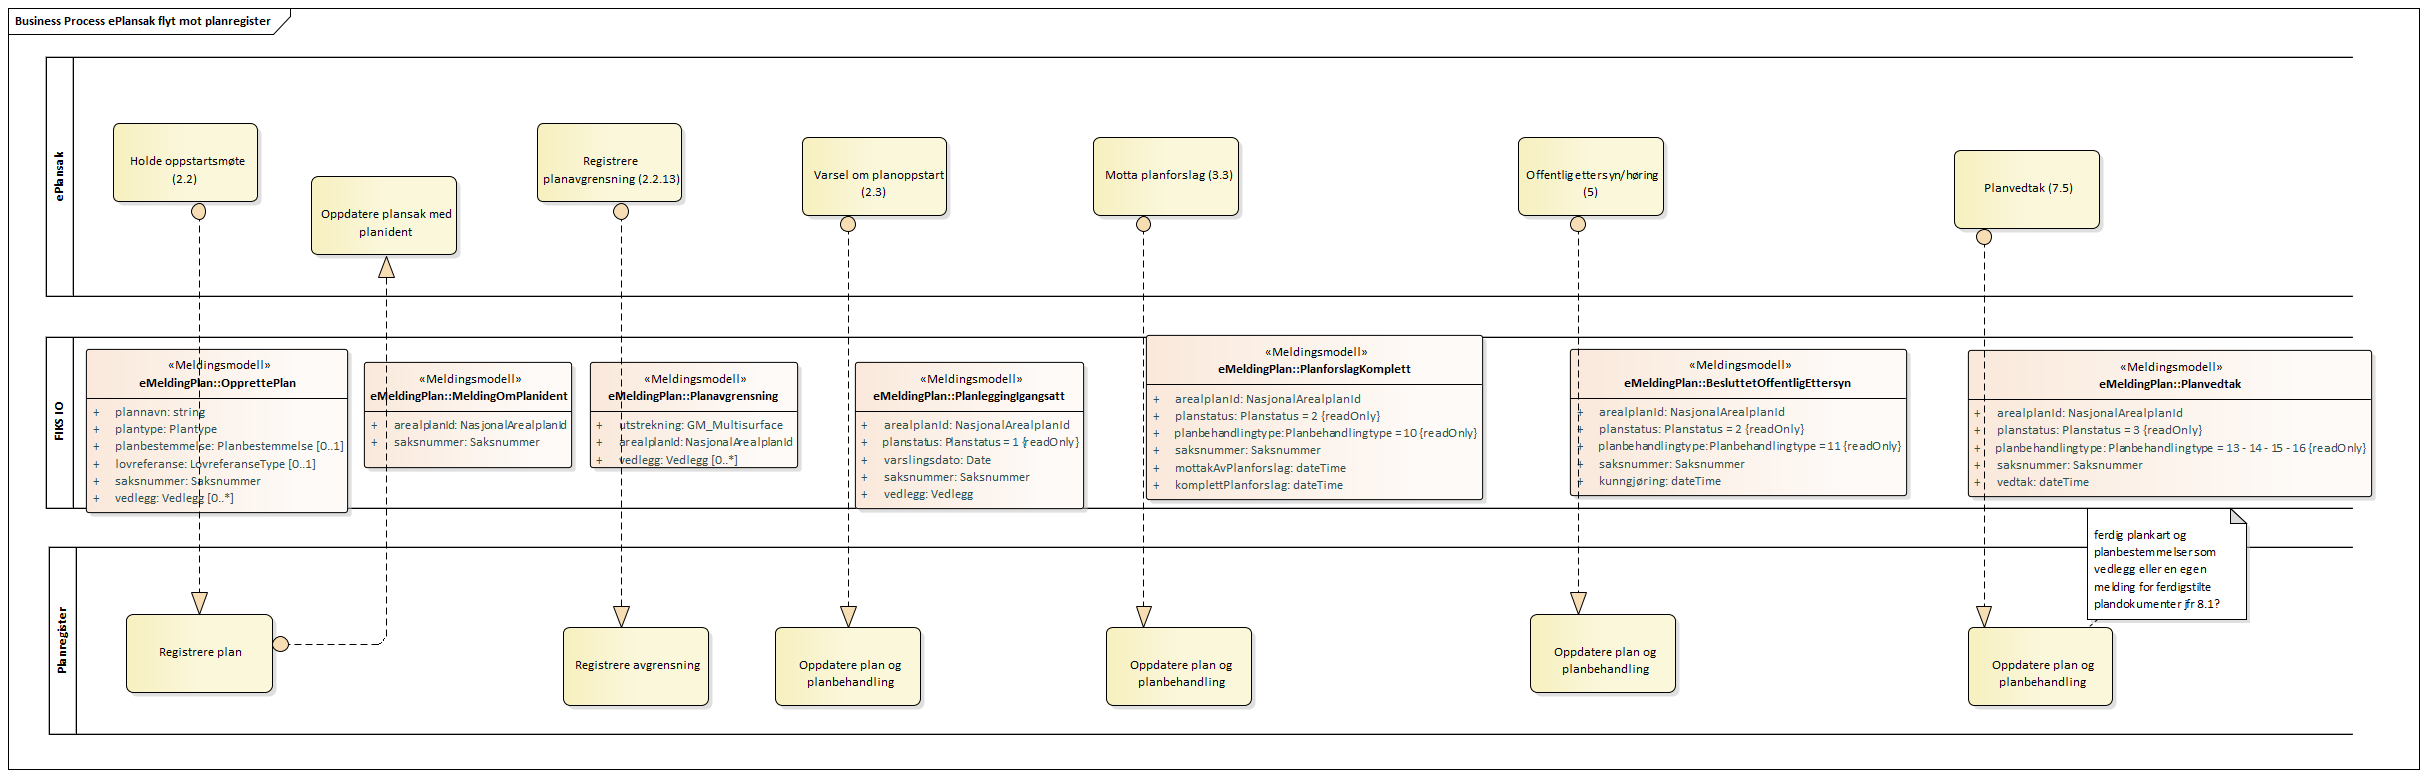 Business Process ePlansak flyt mot planregister
ePlansak
Holde oppstartsmøte
(2.2)
Oppdatere plansak med
planident
Registrere
planavgrensning (2.2.13)
Varsel om planoppstart
(2.3)
Motta planforslag (3.3)
Offentlig ettersyn/høring
(5)
Planvedtak (7.5)
FIKS IO
«Meldingsmodell»
eMeldingPlan::OpprettePlan
+ plannavn: string
+ plantype: Plantype
+ planbestemmelse: Planbestemmelse [0..1]
+ lovreferanse: LovreferanseType [0..1]
+ saksnummer: Saksnummer
+ vedlegg: Vedlegg [0..*]
«Meldingsmodell»
eMeldingPlan::MeldingOmPlanident
+ arealplanId: NasjonalArealplanId
+ saksnummer: Saksnummer
«Meldingsmodell»
eMeldingPlan::Planavgrensning
+ utstrekning: GM_Multisurface
+ arealplanId: NasjonalArealplanId
+ vedlegg: Vedlegg [0..*]
«Meldingsmodell»
eMeldingPlan::PlanleggingIgangsatt
+ arealplanId: NasjonalArealplanId
+ planstatus: Planstatus = 1 {readOnly}
+ varslingsdato: Date
+ saksnummer: Saksnummer
+ vedlegg: Vedlegg
«Meldingsmodell»
eMeldingPlan::PlanforslagKomplett
+ arealplanId: NasjonalArealplanId
+ planstatus: Planstatus = 2 {readOnly}
+ planbehandlingtype: Planbehandlingtype = 10 {readOnly}
+ saksnummer: Saksnummer
+ mottakAvPlanforslag: dateTime
+ komplettPlanforslag: dateTime
«Meldingsmodell»
eMeldingPlan::BesluttetOffentligEttersyn
+ arealplanId: NasjonalArealplanId
+ planstatus: Planstatus = 2 {readOnly}
+ planbehandlingtype: Planbehandlingtype = 11 {readOnly}
+ saksnummer: Saksnummer
+ kunngjøring: dateTime
«Meldingsmodell»
eMeldingPlan::Planvedtak
+ arealplanId: NasjonalArealplanId
+ planstatus: Planstatus = 3 {readOnly}
+ planbehandlingtype: Planbehandlingtype = 13 - 14 - 15 - 16 {readOnly}
+ saksnummer: Saksnummer
+ vedtak: dateTime
ferdig plankart og
planbestemmelser som
vedlegg eller en egen
melding for ferdigstilte
plandokumenter jfr 8.1?
Planregister
Registrere plan
Registrere avgrensning
Oppdatere plan og
planbehandling
Oppdatere plan og
planbehandling
Oppdatere plan og
planbehandling
Oppdatere plan og
planbehandling